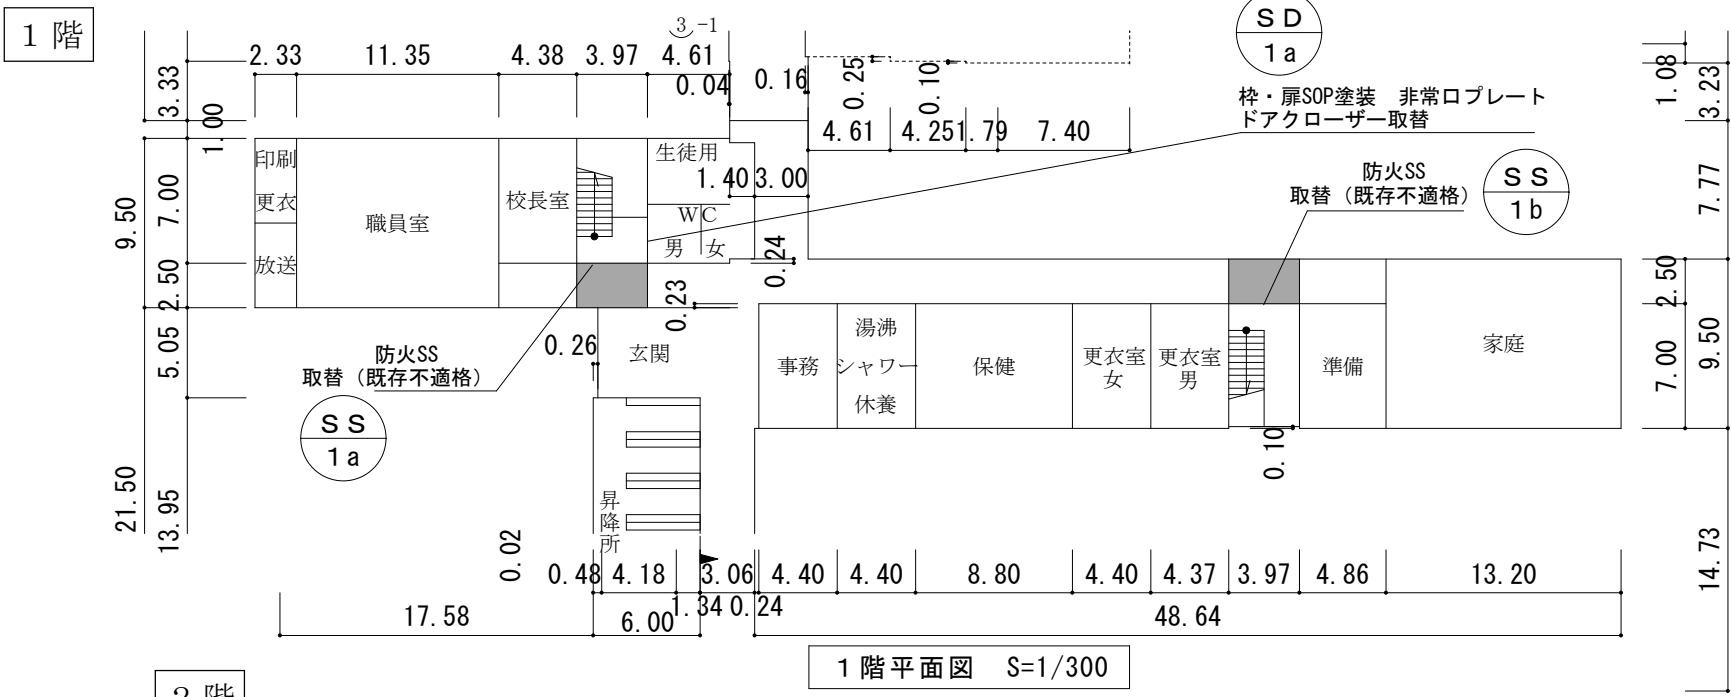 1階
3 -1
SD
1a
枠・扉SOP塗装 非常口プレート
ドアクローザー取替
2.33 11.35 4.38 3.97 4.61
0.04 0.16 0.25 0.10
4.61 4.25 1.79 7.40
1.40 3.00
3.33
1.00
9.50
7.00
2.50
5.05
21.50
13.95
1.08
3.23
7.77
2.50
7.00
9.50
14.73
印刷
更衣
放送
職員室
校長室
生徒用
WC
男 女
防火SS
取替（既存不適格）
SS
1b
0.24
0.23
0.26
玄関
防火SS
取替（既存不適格）
SS
1a
事務
湯沸
シャワー
休養
保健
更衣室
女
更衣室
男
準備
家庭
0.10
昇降所
0.02
0.48 4.18 3.06 4.40 4.40 8.80 4.40 4.37 3.97 4.86 13.20
1.34 0.24
17.58 6.00 48.64
1階平面図 S=1/300
2階